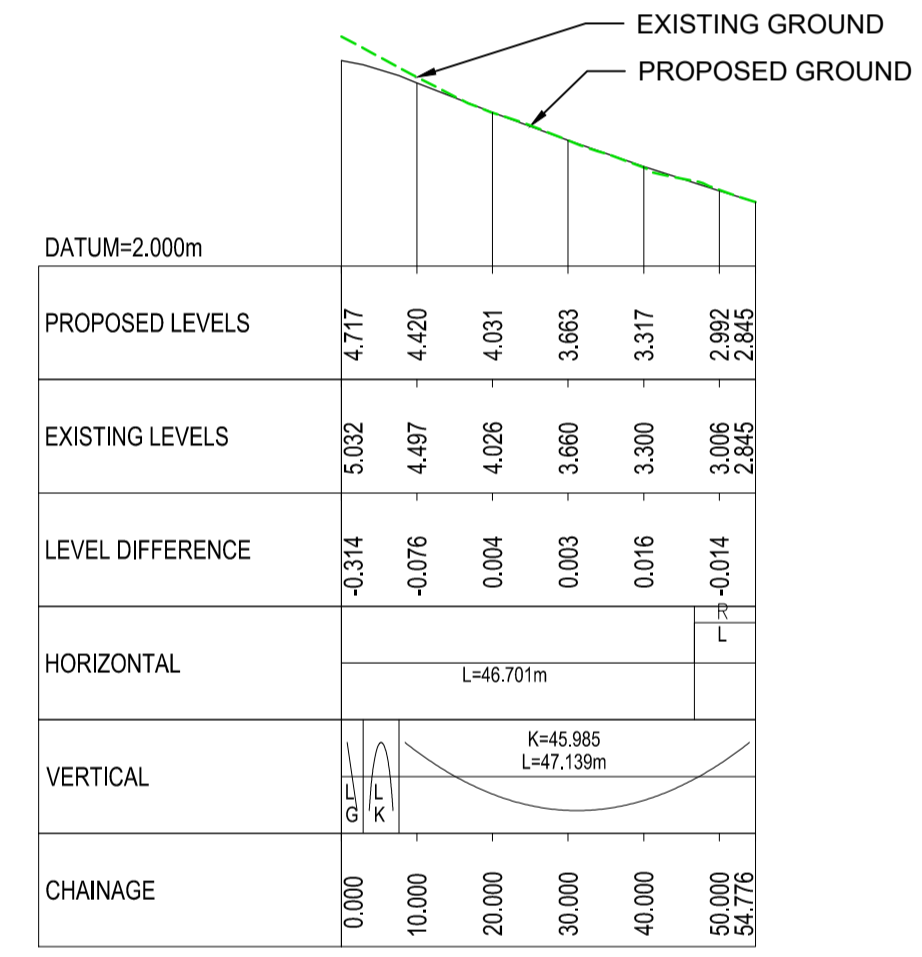 EXISTING GROUND
PROPOSED GROUND
DATUM=2.000m
PROPOSED LEVELS 4.717 4.420 4.031 3.663 3.317 2.992 2.845
EXISTING LEVELS 5.032 4.497 4.026 3.660 3.300 3.006 2.845
LEVEL DIFFERENCE -0.314 -0.076 0.004 0.003 0.016 -0.014
R
L
HORIZONTAL L=46.701m
K=45.985
L=47.139m
VERTICAL
L L
G K
CHAINAGE 0.000 10.000 20.000 30.000 40.000 50.000 54.776